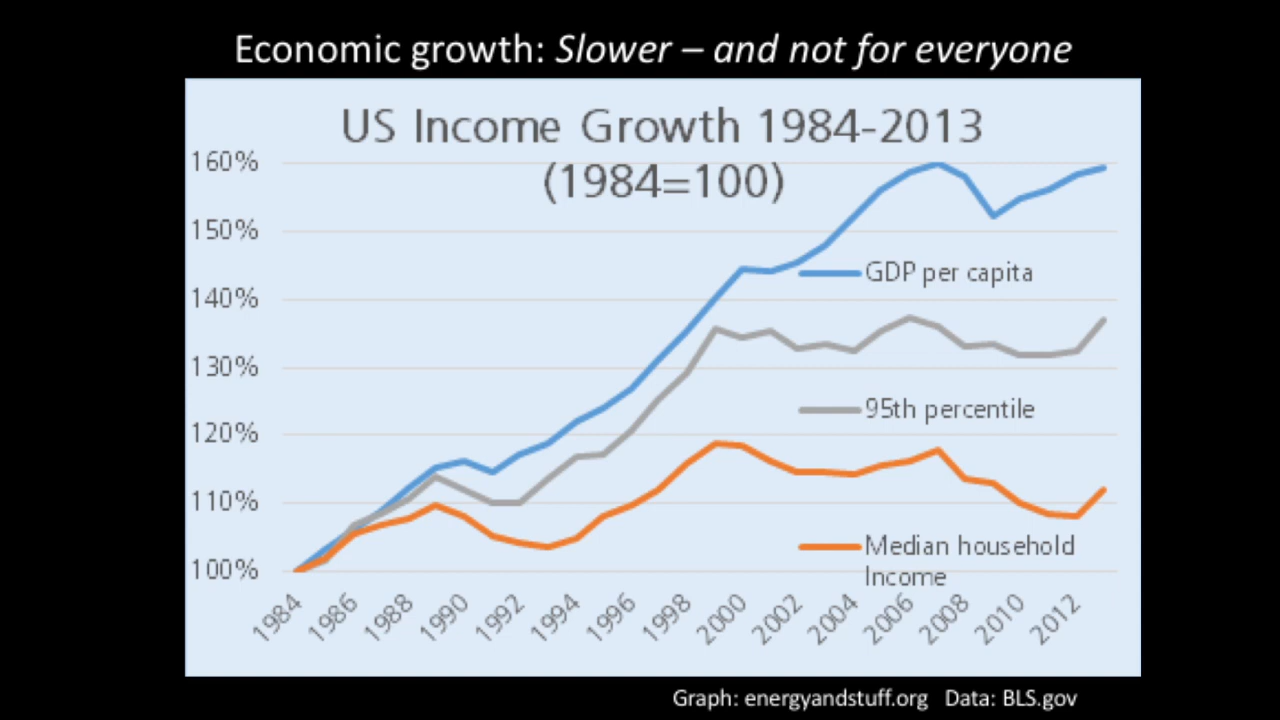 Economic growth: Slower – and not for everyone
US Income Growth 1984-2013
(1984=100)
160%
150%
140%
130%
120%
110%
100%
GDP per capita
95th percentile
Median household
Income
1984 1986 1988 1990 1992 1994 1996 1998 2000 2002 2004 2006 2008 2010 2012
Graph: energyandstuff.org Data: BLS.gov